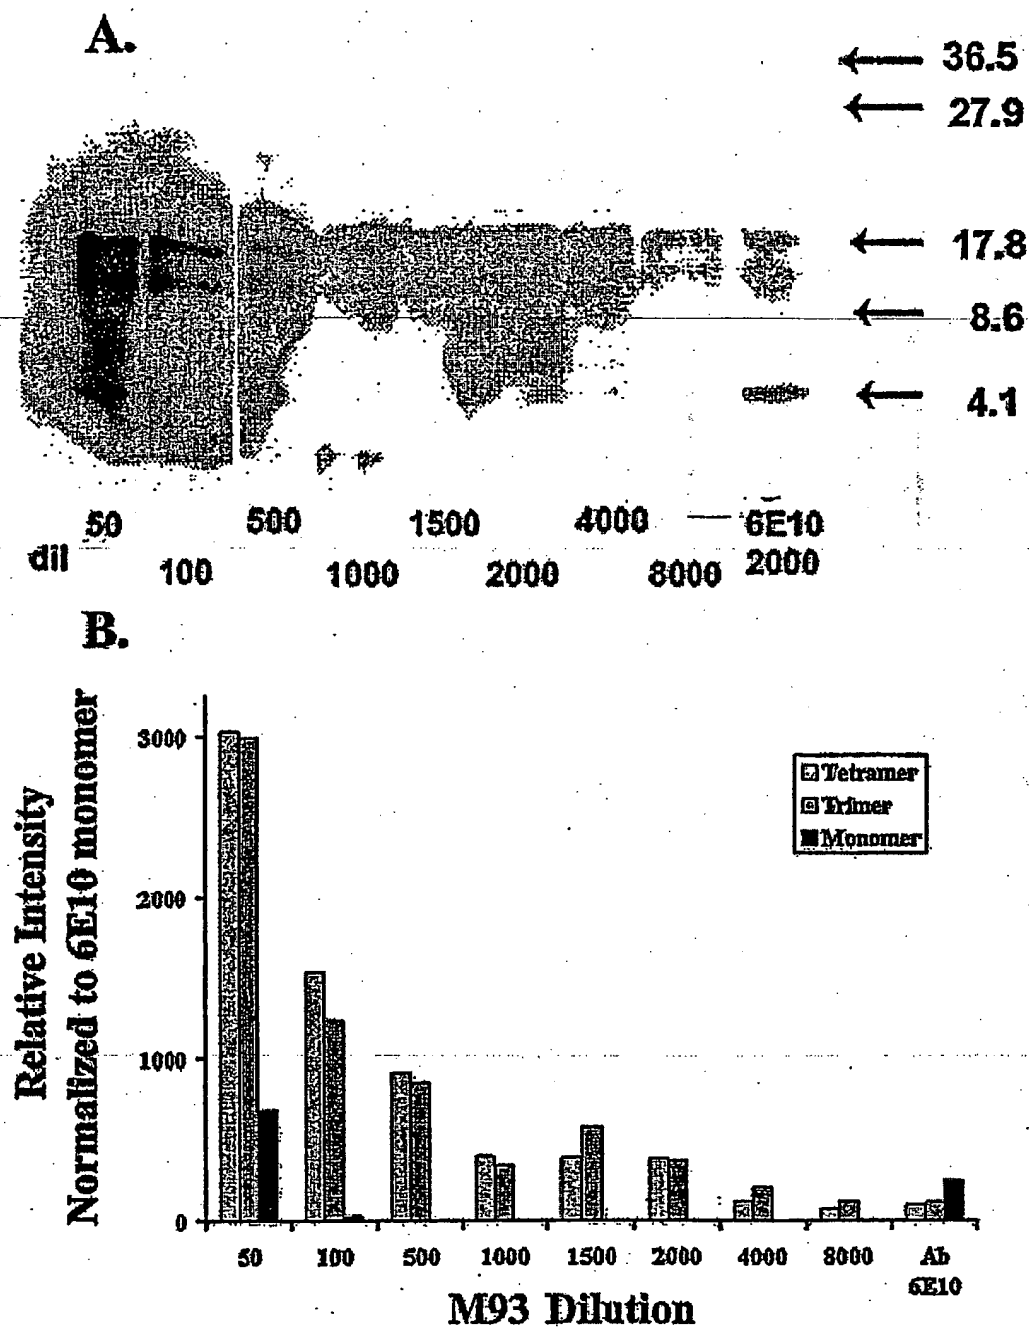 A.
36.5
27.9
17.8
8.6
4.1
50 500 1500 4000 6E10
dil 100 1000 2000 8000 2000
B.
Relative Intensity
Normalized to 6E10 monomer
3000
2000
1000
0
Tetramer
Trimer
Monomer
50 100 500 1000 1500 2000 4000 8000 Ab
6E10
M93 Dilution